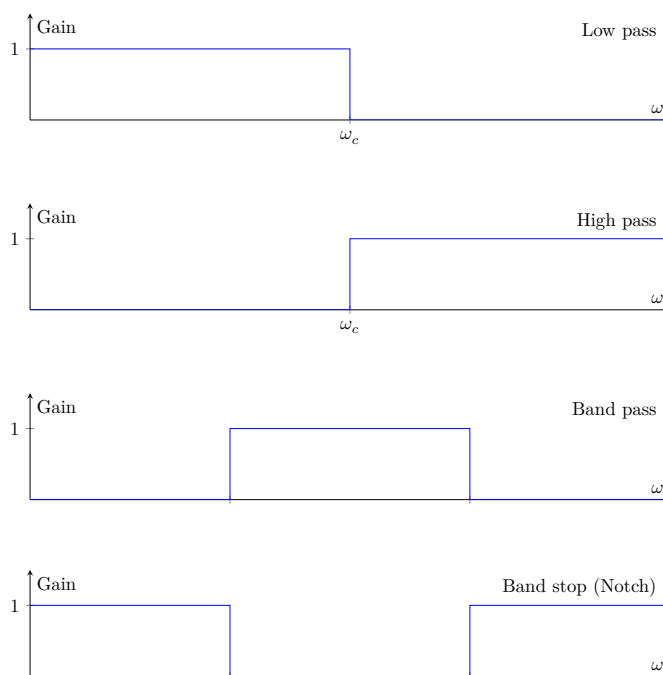 Gain
Low pass
1
ω
ω_c
Gain
High pass
1
ω
ω_c
Gain
Band pass
1
ω
Gain
Band stop (Notch)
1
ω